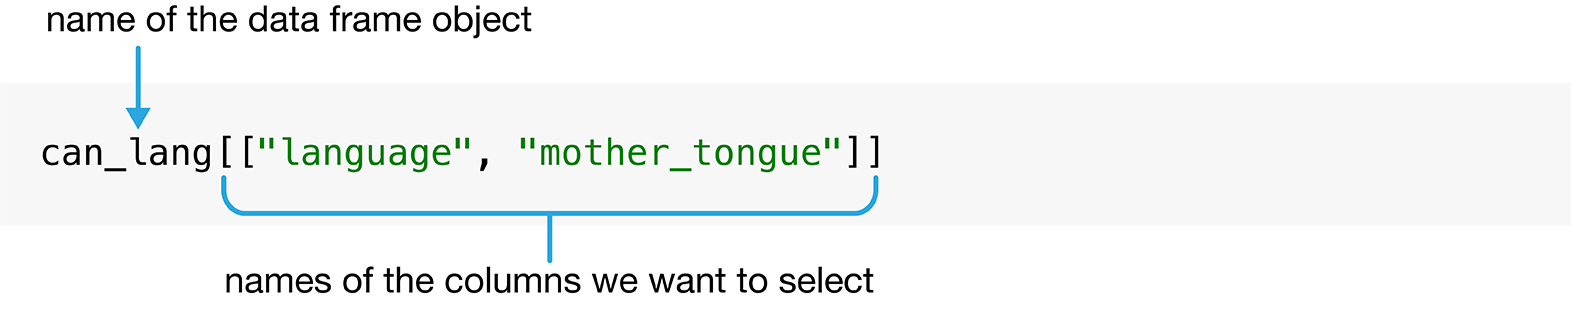 name of the data frame object
can_lang[["language", "mother_tongue"]]
names of the columns we want to select